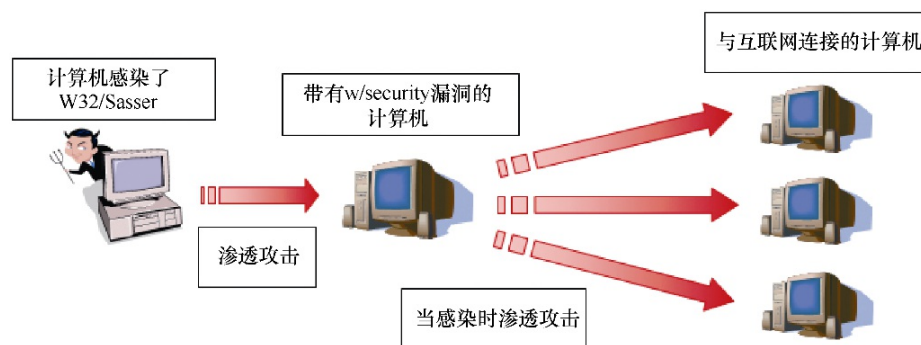 计算机感染了
W32/Sasser
带有w/security漏洞的
计算机
与互联网连接的计算机
渗透攻击
当感染时渗透攻击